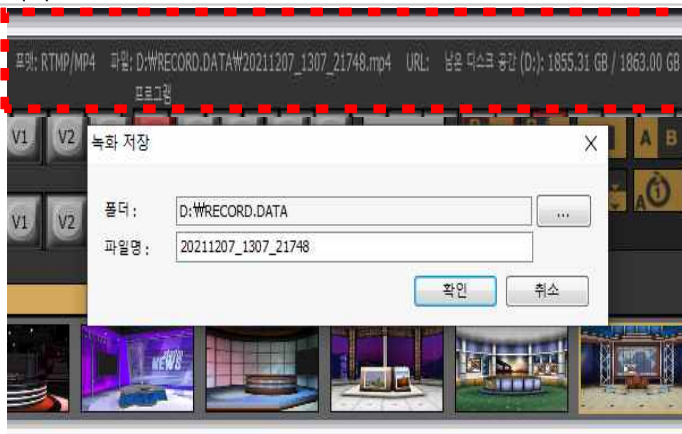 포맷: RTMP/MP4 파일: D:₩RECORD.DATA₩20211207_1307_21748.mp4 URL: 남은 디스크 공간 (D:): 1855.31 GB / 1863.00 GB
프로그램
V1 V2
A B
녹화 저장 X
폴더 : D:₩RECORD.DATA ...
V1 V2
A 1
파일명 : 20211207_1307_21748
확인 취소
NEWS